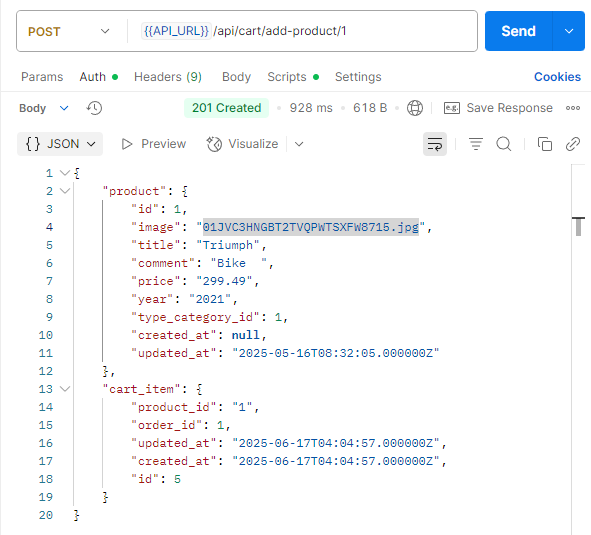 POST {{API_URL}} /api/cart/add-product/1 Send
Params Auth Headers (9) Body Scripts Settings Cookies
Body 201 Created 928 ms 618 B e.g. Save Response
{} JSON Preview Visualize
1 {
2 "product": {
3 "id": 1,
4 "image": "01JVC3HNGBT2TVQPWTSXFW8715.jpg",
5 "title": "Triumph",
6 "comment": "Bike  ",
7 "price": "299.49",
8 "year": "2021",
9 "type_category_id": 1,
10 "created_at": null,
11 "updated_at": "2025-05-16T08:32:05.000000Z"
12 },
13 "cart_item": {
14 "product_id": "1",
15 "order_id": 1,
16 "updated_at": "2025-06-17T04:04:57.000000Z",
17 "created_at": "2025-06-17T04:04:57.000000Z",
18 "id": 5
19 }
20 }